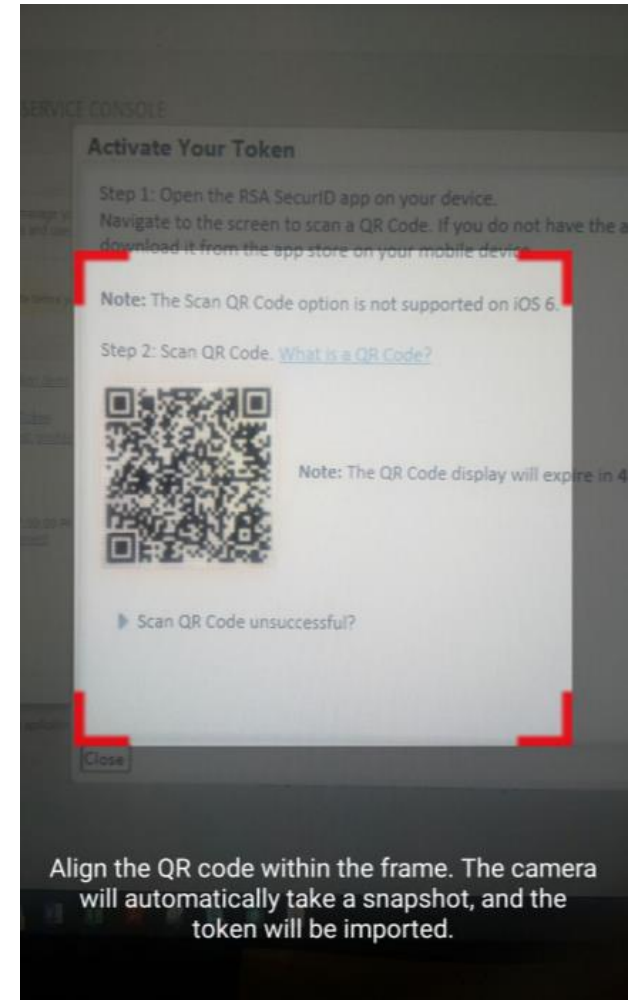 SERVICE CONSOLE
Activate Your Token
Step 1: Open the RSA SecurID app on your device.
Navigate to the screen to scan a QR Code. If you do not have the a
download it from the app store on your mobile device.
Note: The Scan QR Code option is not supported on iOS 6.
Step 2: Scan QR Code. What is a QR Code?
Note: The QR Code display will expire in 4
Scan QR Code unsuccessful?
Close
Align the QR code within the frame. The camera
will automatically take a snapshot, and the
token will be imported.